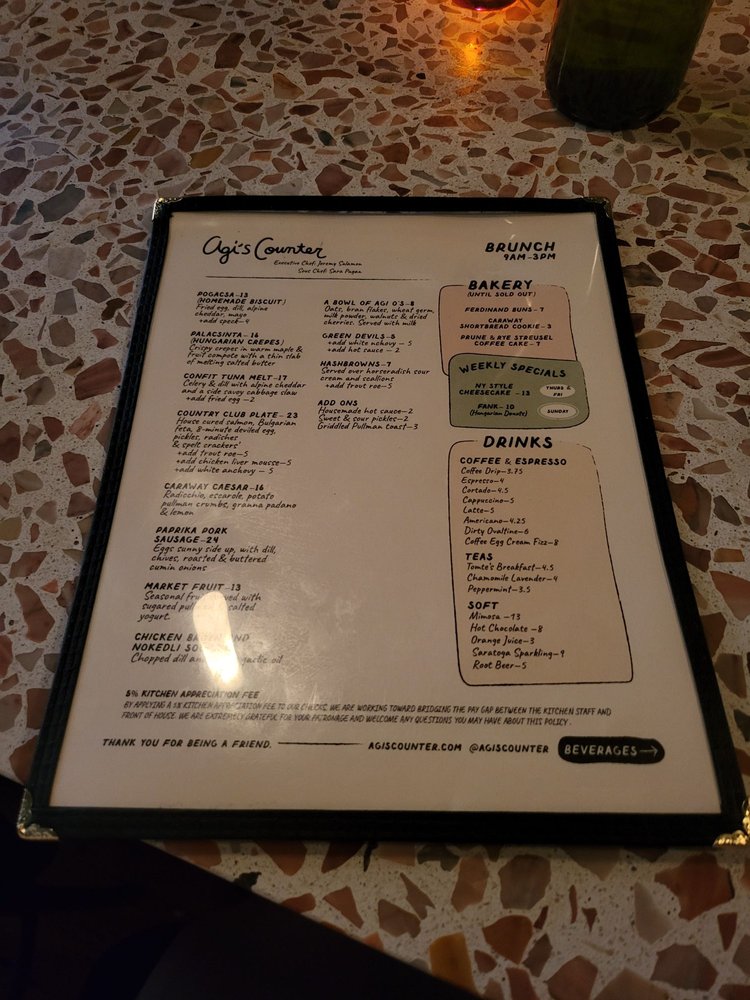 Agi's Counter
Executive Chef: Jeremy Salamon
Sous Chef: Sara Pagan
BRUNCH
9AM-3PM
POGACSA-13
(HOMEMADE BISCUIT)
Fried egg, dill, alpine
cheddar, mayo
+add speck-4
PALACSINTA-16
(HUNGARIAN CREPES)
Crispy crepes in warm maple &
fruit compote with a thin slab
of melting salted butter
CONFIT TUNA MELT-17
Celery & dill with alpine cheddar
and a side savory cabbage slaw
+add fried egg -2
COUNTRY CLUB PLATE- 23
House cured salmon, Bulgarian
feta, 8-minute deviled egg,
pickles, radishes
& spelt crackers
+add trout roe-5
+add chicken liver mousse-5
+add white anchovy - 5
CARAWAY CAESAR-16
Radicchio, escarole, potato
pullman crumbs, granna padano
& lemon
PAPRIKA PORK
SAUSAGE-24
Eggs sunny side up, with dill,
chives, roasted & buttered
cumin onions
MARKET FRUIT-13
Seasonal served with
sugared salted
yogurt.
CHICKEN AND
NOKEDLI
Chopped dill and garlic oil
A BOWL OF AGI O'S-8
Oats, bran flakes, wheat germ,
milk powder, walnuts & dried
cherries. Served with milk
GREEN DEVILS-8
+add white nchovy - 5
+add hot sauce - 2
HASHBROWNS-7
Served over horseradish sour
cream and scallions
+add trout roe-5
ADD ONS
Housemade hot sauce-2
Sweet & sour pickles-2
Griddled Pullman toast-3
BAKERY
(UNTIL SOLD OUT)
FERDINAND BUNS- 7
CARAWAY
SHORTBREAD COOKIE- 3
PRUNE & RYE STREUSEL
COFFEE CAKE- 7
WEEKLY SPECIALS
NY STYLE
CHEESECAKE - 13
THURS &
FRI
FANK- 10
(Hungarian Donuts)
SUNDAY
DRINKS
COFFEE & ESPRESSO
Coffee Drip-3.75
Espresso-4
Cortado-4.5
Cappuccino-5
Latte-5
Americano-4.25
Dirty Ovaltine-6
Coffee Egg Cream Fizz-8
TEAS
Tomte's Breakfast-4.5
Chamomile Lavender-4
Peppermint-3.5
SOFT
Mimosa -13
Hot Chocolate -8
Orange Juice-3
Saratoga Sparkling-9
Root Beer-5
5% KITCHEN APPRECIATION FEE
BY APPLYING A 5% KITCHEN APPRECIATION FEE TO OUR CHECKS, WE ARE WORKING TOWARD BRIDGING THE PAY GAP BETWEEN THE KITCHEN STAFF AND
FRONT OF HOUSE. WE ARE EXTREMELY GRATEFUL FOR YOUR PATRONAGE AND WELCOME ANY QUESTIONS YOU MAY HAVE ABOUT THIS POLICY.
THANK YOU FOR BEING A FRIEND.
AGISCOUNTER.COM @AGISCOUNTER
BEVERAGES→